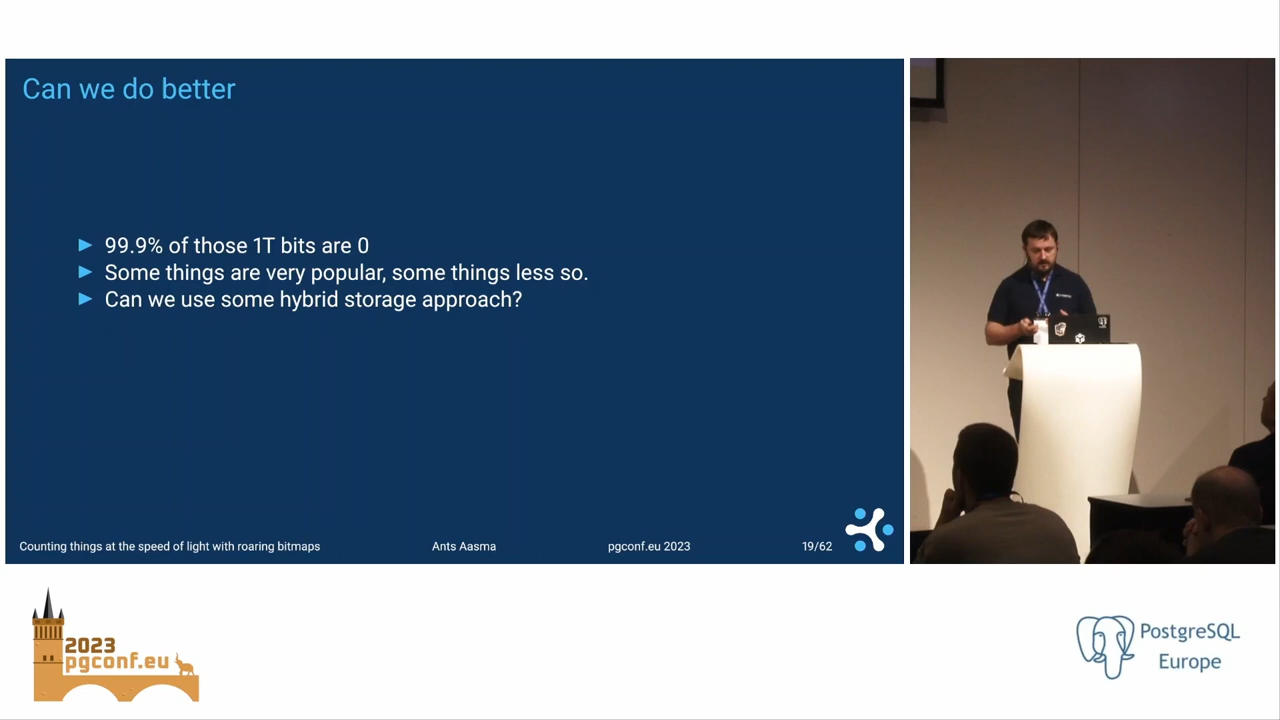 Can we do better
99.9% of those 1T bits are 0
Some things are very popular, some things less so.
Can we use some hybrid storage approach?
Counting things at the speed of light with roaring bitmaps
Ants Aasma
pgconf.eu 2023
19/62
2023
pgconf.eu
PostgreSQL
Europe